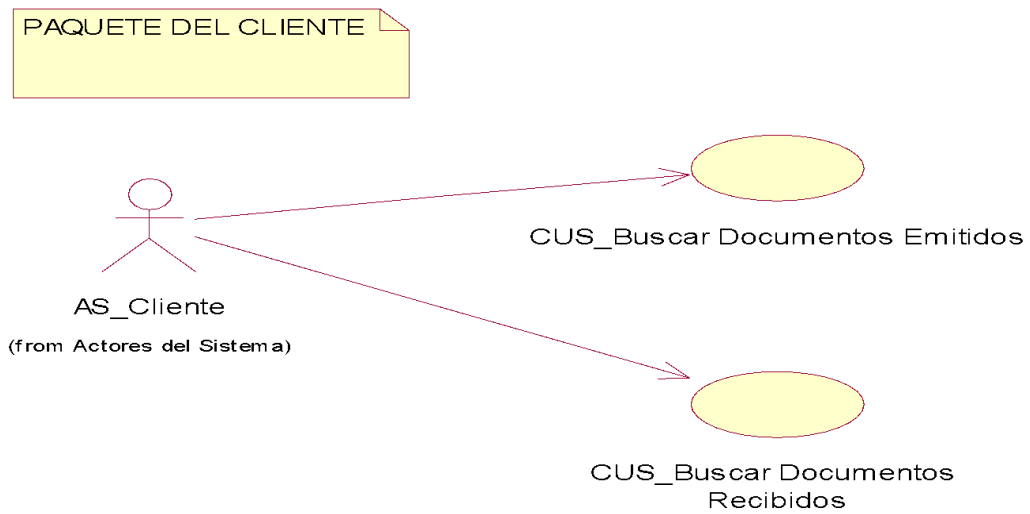 PAQUETE DEL CLIENTE
CUS_Buscar Documentos Emitidos
AS_Cliente
(from Actores del Sistema)
CUS_Buscar Documentos
Recibidos